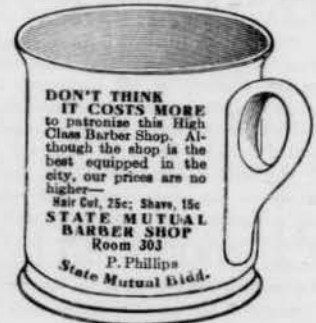 DON'T THINK
IT COSTS MORE
to patronize this High
Class Barber Shop. Al-
though the shop is the
best equipped in the
city, our prices are no
higher—
Hair Cut, 25c; Shave, 15c
STATE MUTUAL
BARBER SHOP
Room 303
P. Phillips
State Mutual Bldd.